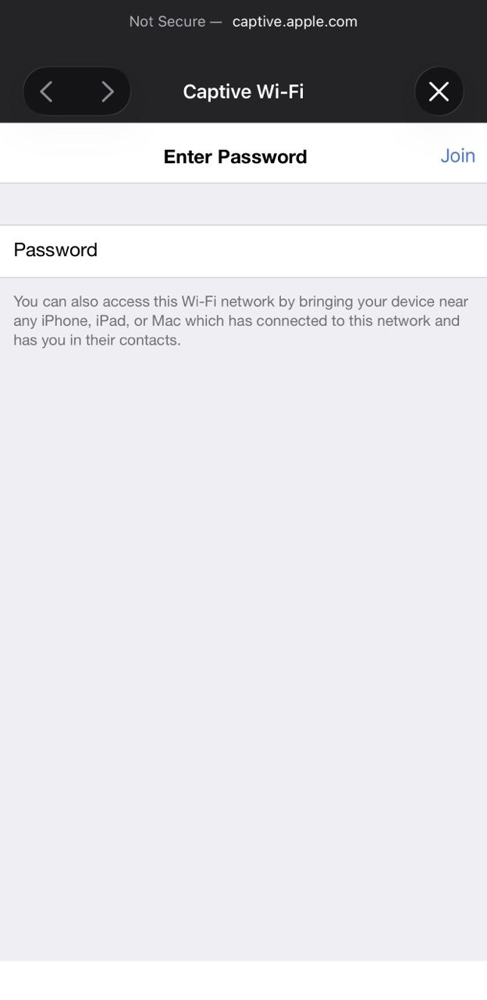 Not Secure — captive.apple.com
Captive Wi-Fi
Enter Password
Join
Password
You can also access this Wi-Fi network by bringing your device near
any iPhone, iPad, or Mac which has connected to this network and
has you in their contacts.